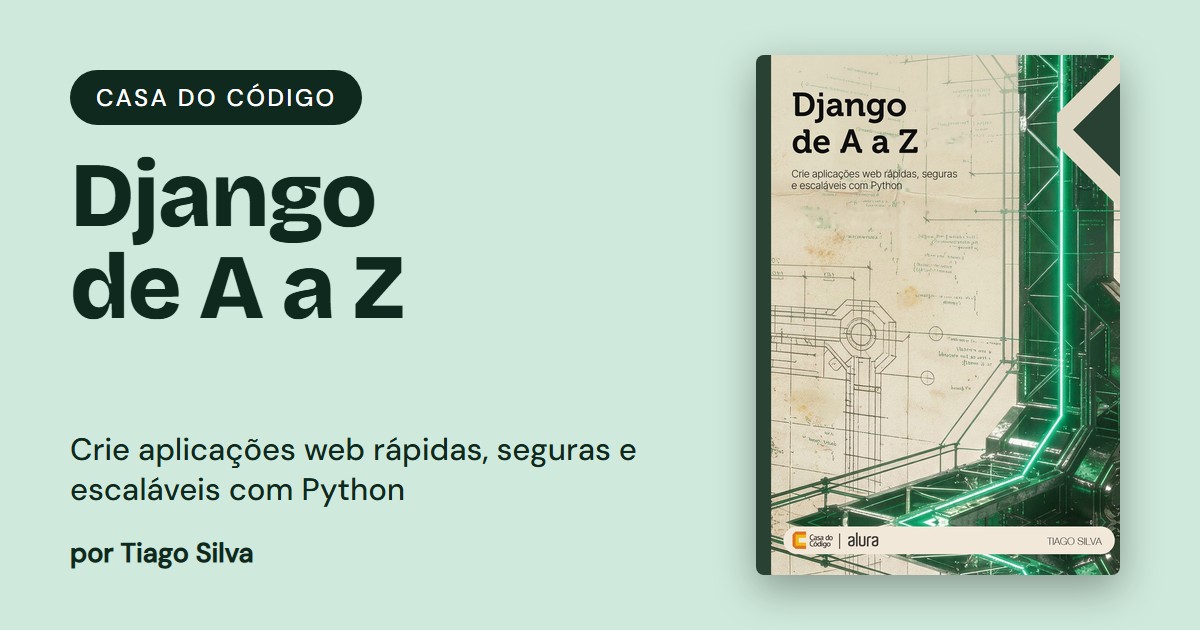 CASA DO CÓDIGO
Django
de A a Z
Crie aplicações web rápidas, seguras e
escaláveis com Python
por Tiago Silva
Django
de A a Z
Crie aplicações web rápidas, seguras
e escaláveis com Python
Casa do
Código
alura
TIAGO SILVA